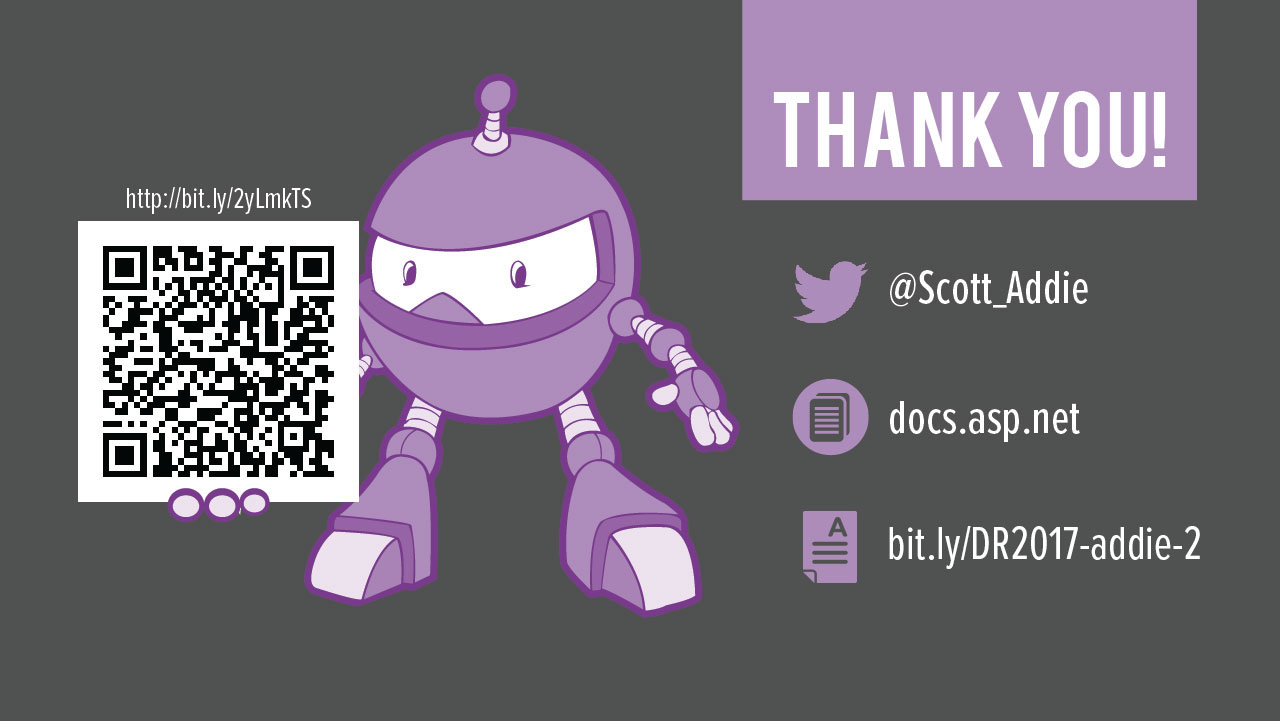 THANK YOU!
http://bit.ly/2yLmkTS
@Scott_Addie
docs.asp.net
A
bit.ly/DR2017-addie-2